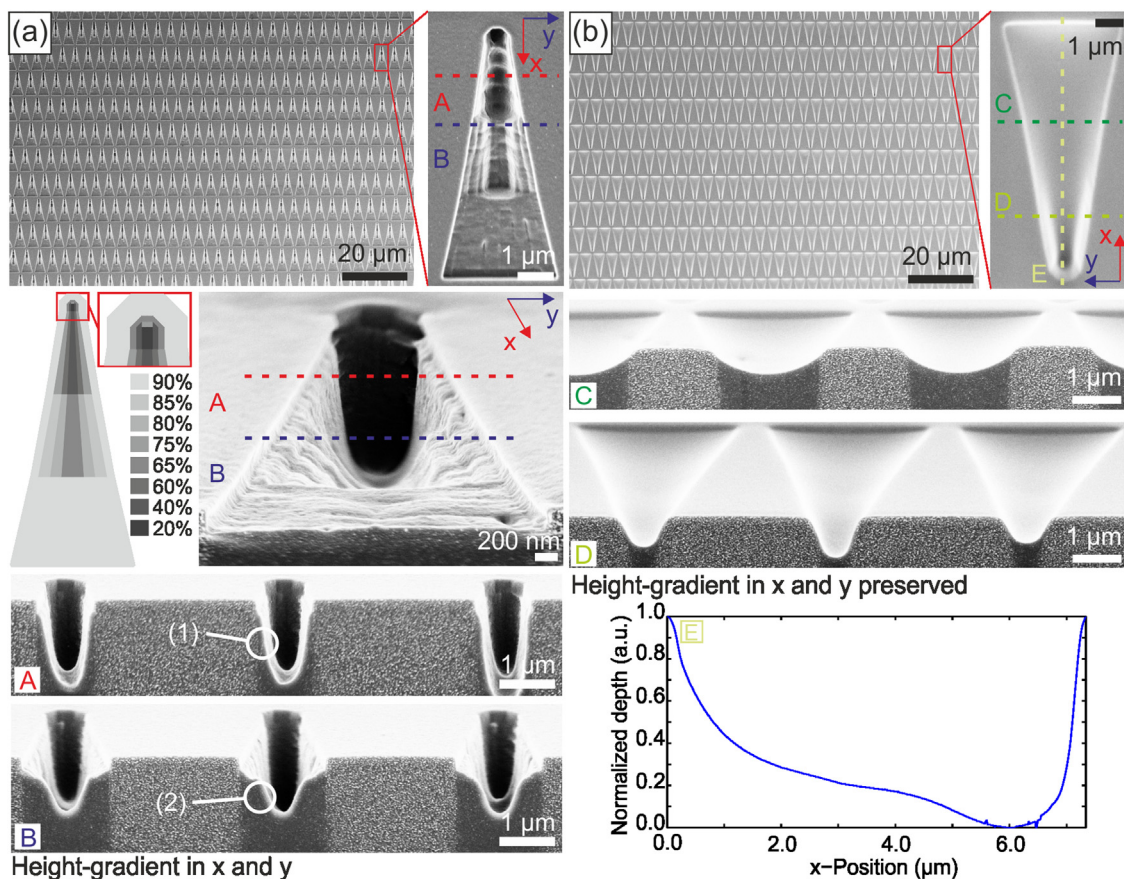 (a)
20 µm
y
x
A
B
1 µm
(b)
20 µm
1 µm
C
D
E
x
y
90%
85%
80%
75%
65%
60%
40%
20%
y
x
A
B
200 nm
C
1 µm
D
1 µm
(1)
A
1 µm
(2)
B
1 µm
Height-gradient in x and y
Height-gradient in x and y preserved
E
Normalized depth (a.u.)
1.0
0.8
0.6
0.4
0.2
0.0
0.0
2.0
4.0
6.0
x−Position (µm)